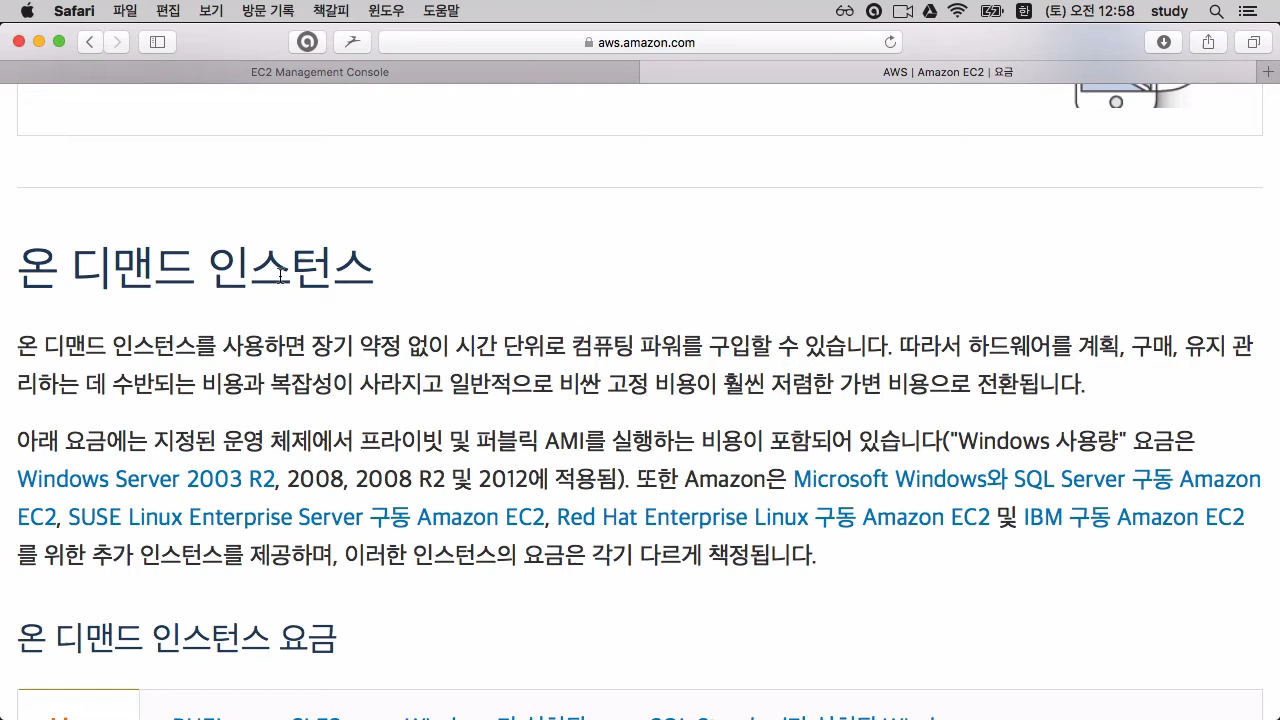 Safari 파일 편집 보기 방문 기록 책갈피 윈도우 도움말 한 (토) 오전 12:58 study
aws.amazon.com
EC2 Management Console AWS | Amazon EC2 | 요금
온 디맨드 인스턴스
온 디맨드 인스턴스를 사용하면 장기 약정 없이 시간 단위로 컴퓨팅 파워를 구입할 수 있습니다. 따라서 하드웨어를 계획, 구매, 유지 관
리하는 데 수반되는 비용과 복잡성이 사라지고 일반적으로 비싼 고정 비용이 훨씬 저렴한 가변 비용으로 전환됩니다.
아래 요금에는 지정된 운영 체제에서 프라이빗 및 퍼블릭 AMI를 실행하는 비용이 포함되어 있습니다("Windows 사용량" 요금은
Windows Server 2003 R2, 2008, 2008 R2 및 2012에 적용됨). 또한 Amazon은 Microsoft Windows와 SQL Server 구동 Amazon
EC2, SUSE Linux Enterprise Server 구동 Amazon EC2, Red Hat Enterprise Linux 구동 Amazon EC2 및 IBM 구동 Amazon EC2
를 위한 추가 인스턴스를 제공하며, 이러한 인스턴스의 요금은 각기 다르게 책정됩니다.
온 디맨드 인스턴스 요금